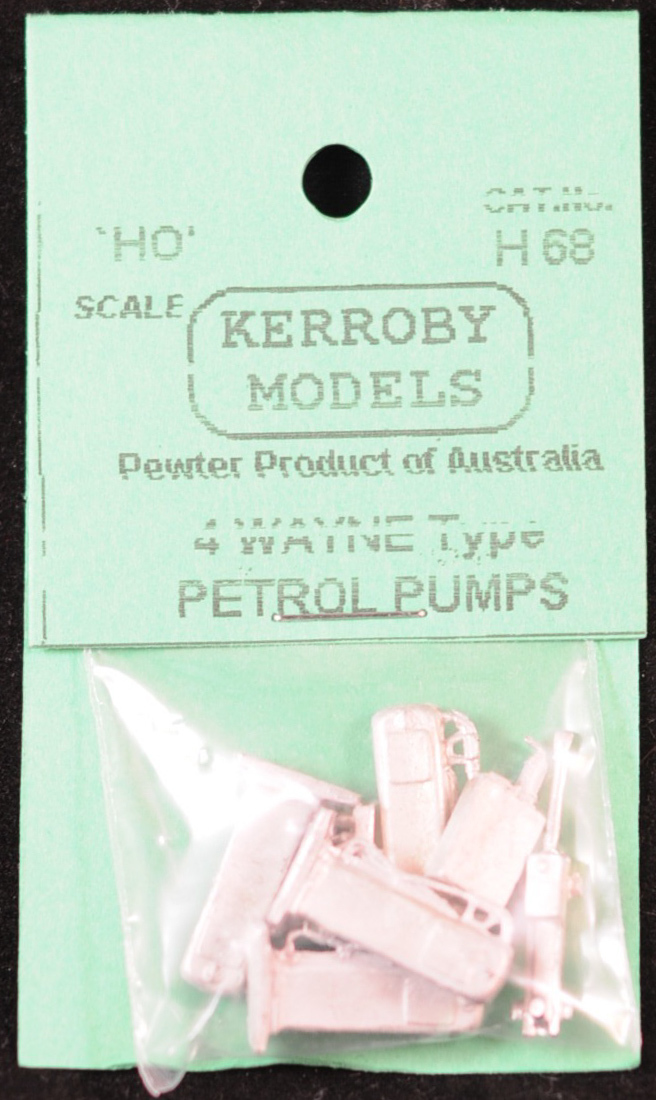 CAT.No.
'HO'
H 68
SCALE
KERROBY
MODELS
Pewter Product of Australia
4 WAYNE Type
PETROL PUMPS